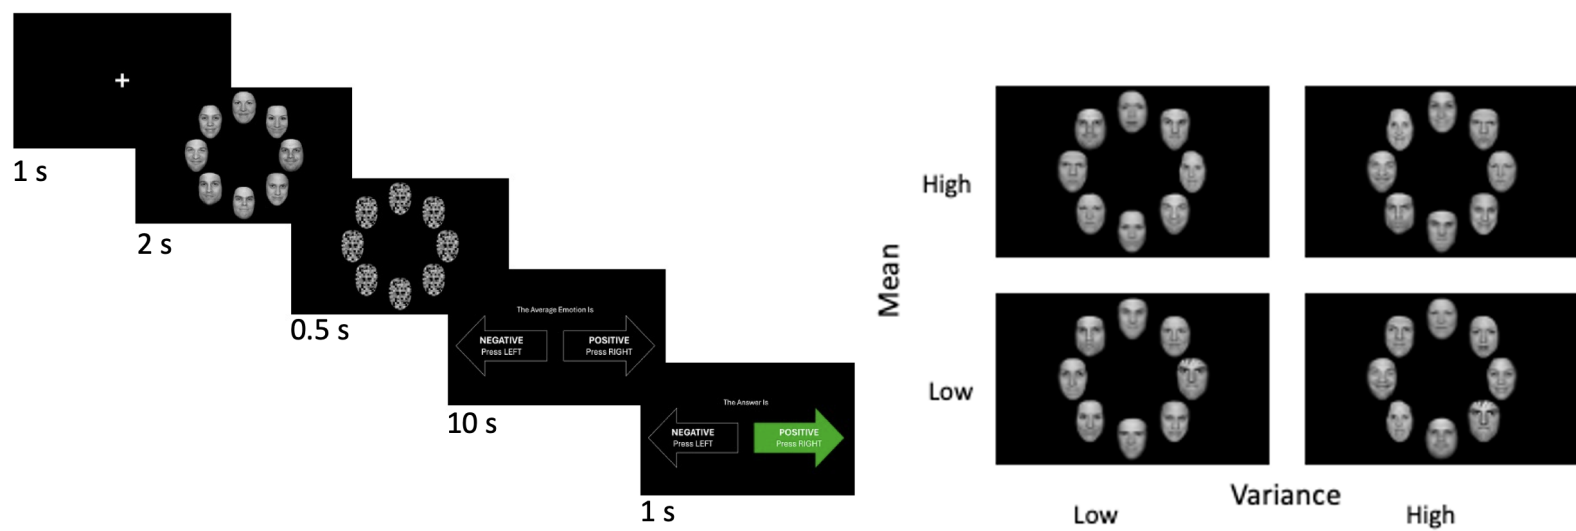 +
1 s
2 s
0.5 s
The Average Emotion Is
NEGATIVE
Press LEFT
POSITIVE
Press RIGHT
10 s
The Answer Is
NEGATIVE
Press LEFT
POSITIVE
Press RIGHT
1 s
Mean
High
Low
Variance
Low
High